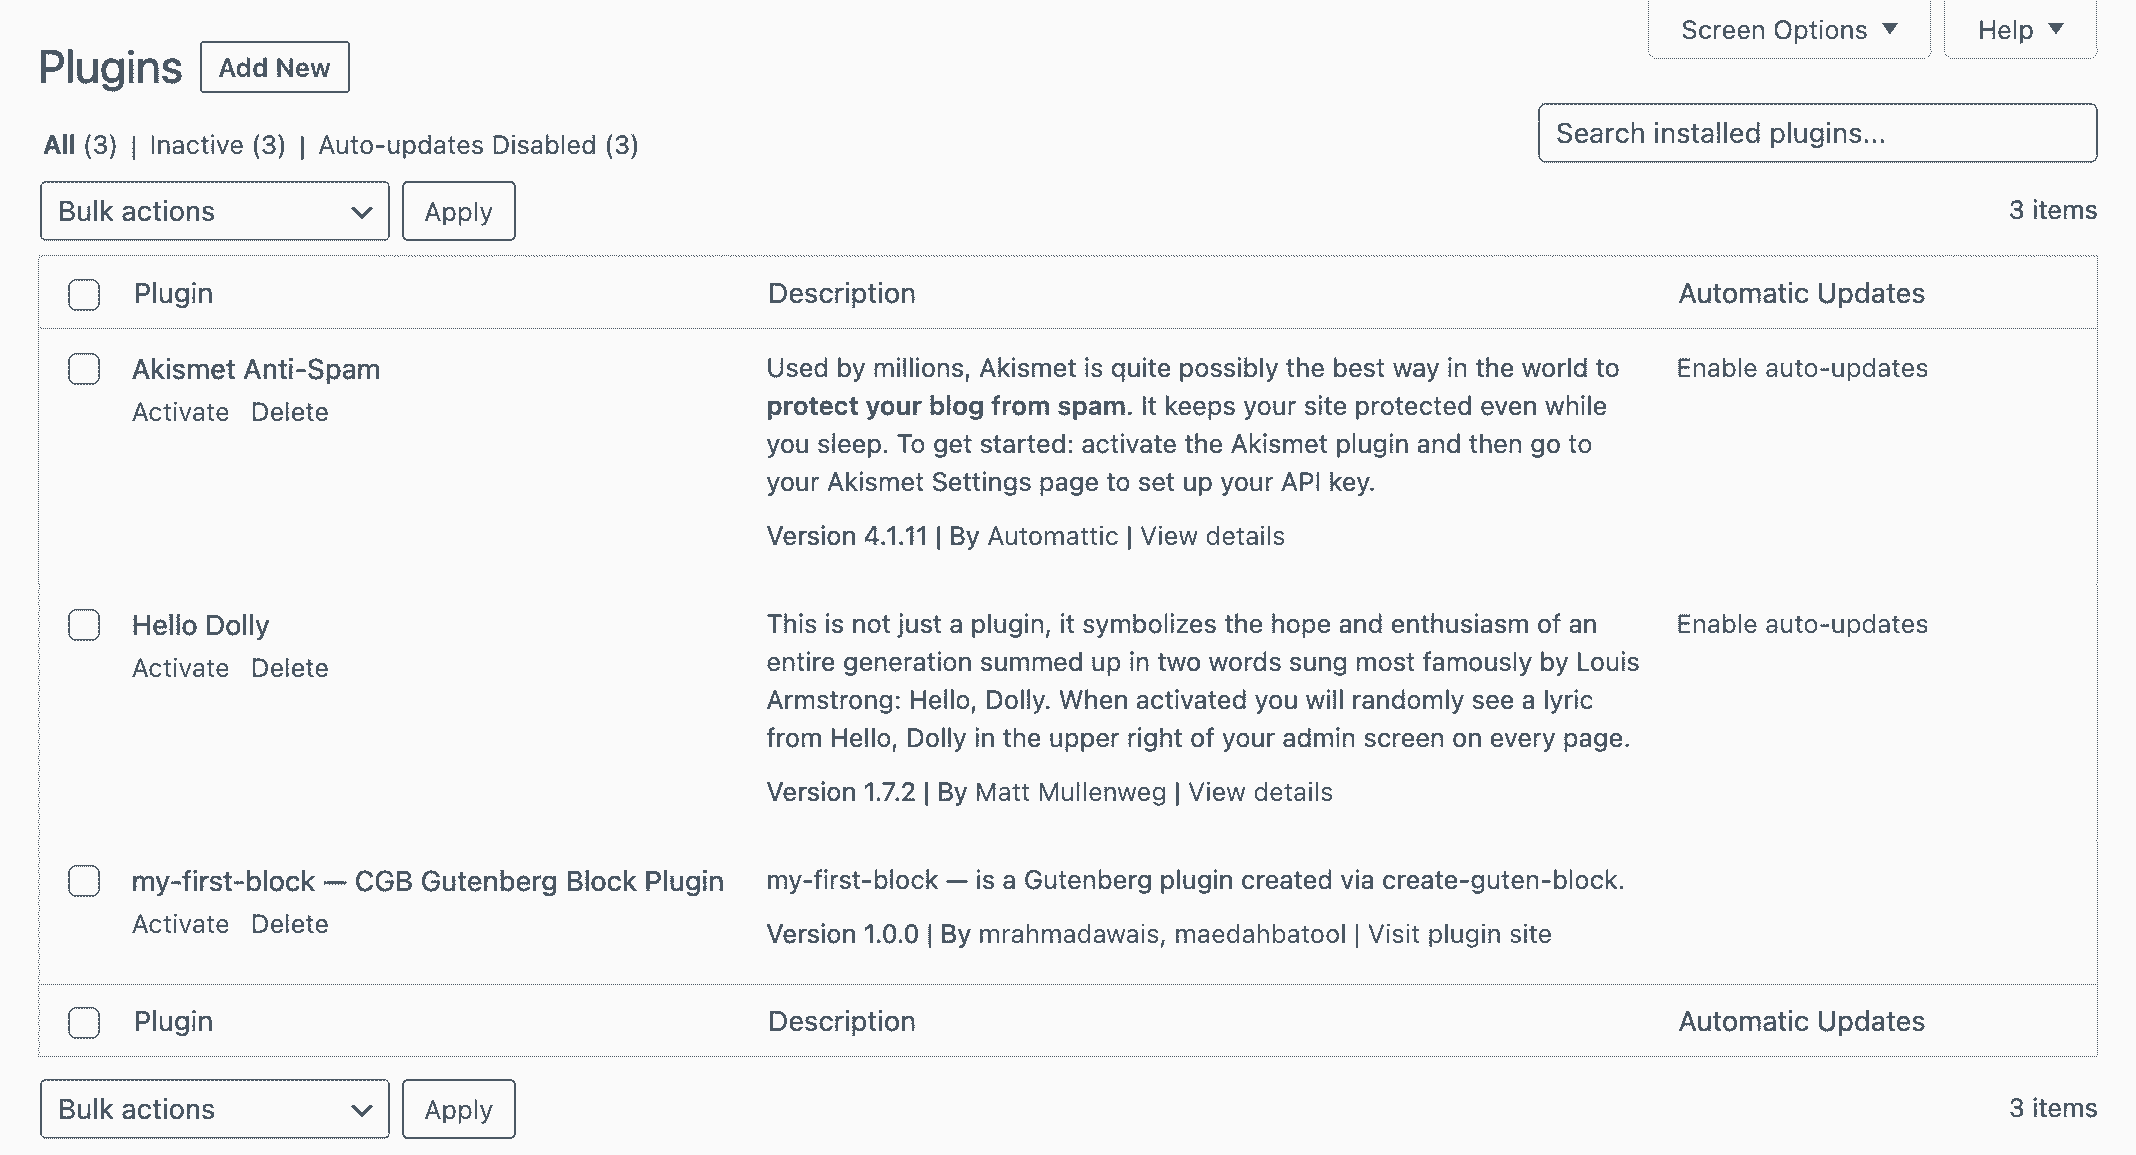 Screen Options ▼ Help ▼
Plugins Add New
All (3) | Inactive (3) | Auto-updates Disabled (3)
Search installed plugins...
Bulk actions Apply 3 items
Plugin Description Automatic Updates
Akismet Anti-Spam
Activate Delete
Used by millions, Akismet is quite possibly the best way in the world to
protect your blog from spam. It keeps your site protected even while
you sleep. To get started: activate the Akismet plugin and then go to
your Akismet Settings page to set up your API key.
Version 4.1.11 | By Automattic | View details
Enable auto-updates
Hello Dolly
Activate Delete
This is not just a plugin, it symbolizes the hope and enthusiasm of an
entire generation summed up in two words sung most famously by Louis
Armstrong: Hello, Dolly. When activated you will randomly see a lyric
from Hello, Dolly in the upper right of your admin screen on every page.
Version 1.7.2 | By Matt Mullenweg | View details
Enable auto-updates
my-first-block — CGB Gutenberg Block Plugin
Activate Delete
my-first-block — is a Gutenberg plugin created via create-guten-block.
Version 1.0.0 | By mrahmadawais, maedahbatool | Visit plugin site
Plugin Description Automatic Updates
Bulk actions Apply 3 items